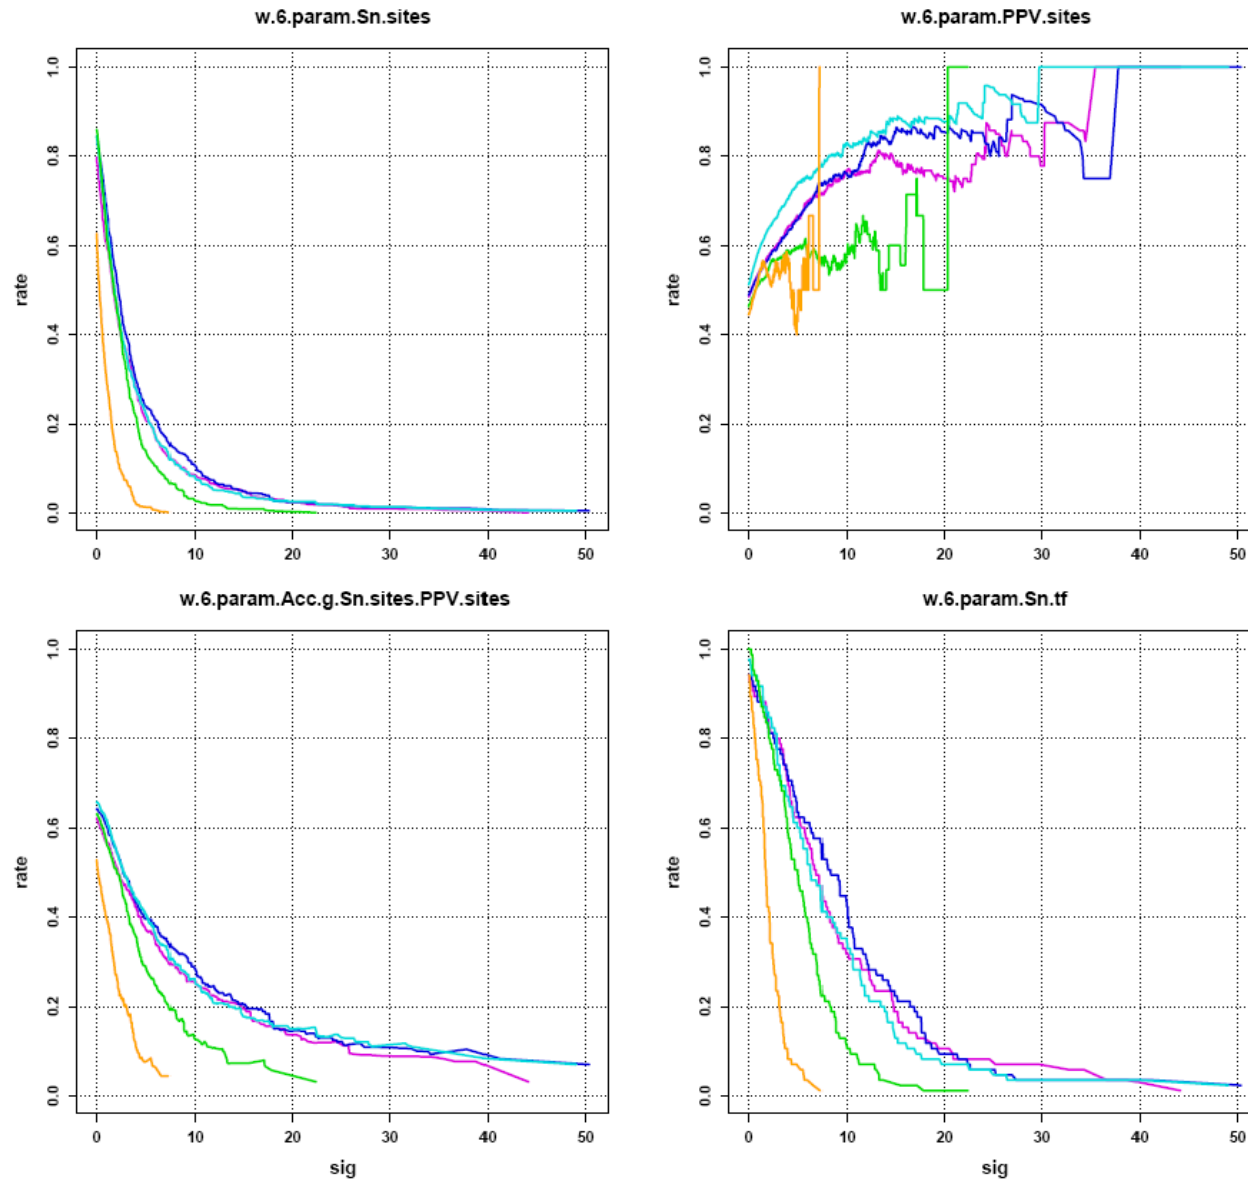 w.6.param.Sn.sites
rate
0.0 0.2 0.4 0.6 0.8 1.0
0 10 20 30 40 50
w.6.param.PPV.sites
rate
0.0 0.2 0.4 0.6 0.8 1.0
0 10 20 30 40 50
w.6.param.Acc.g.Sn.sites.PPV.sites
rate
0.0 0.2 0.4 0.6 0.8 1.0
0 10 20 30 40 50
sig
w.6.param.Sn.tf
rate
0.0 0.2 0.4 0.6 0.8 1.0
0 10 20 30 40 50
sig